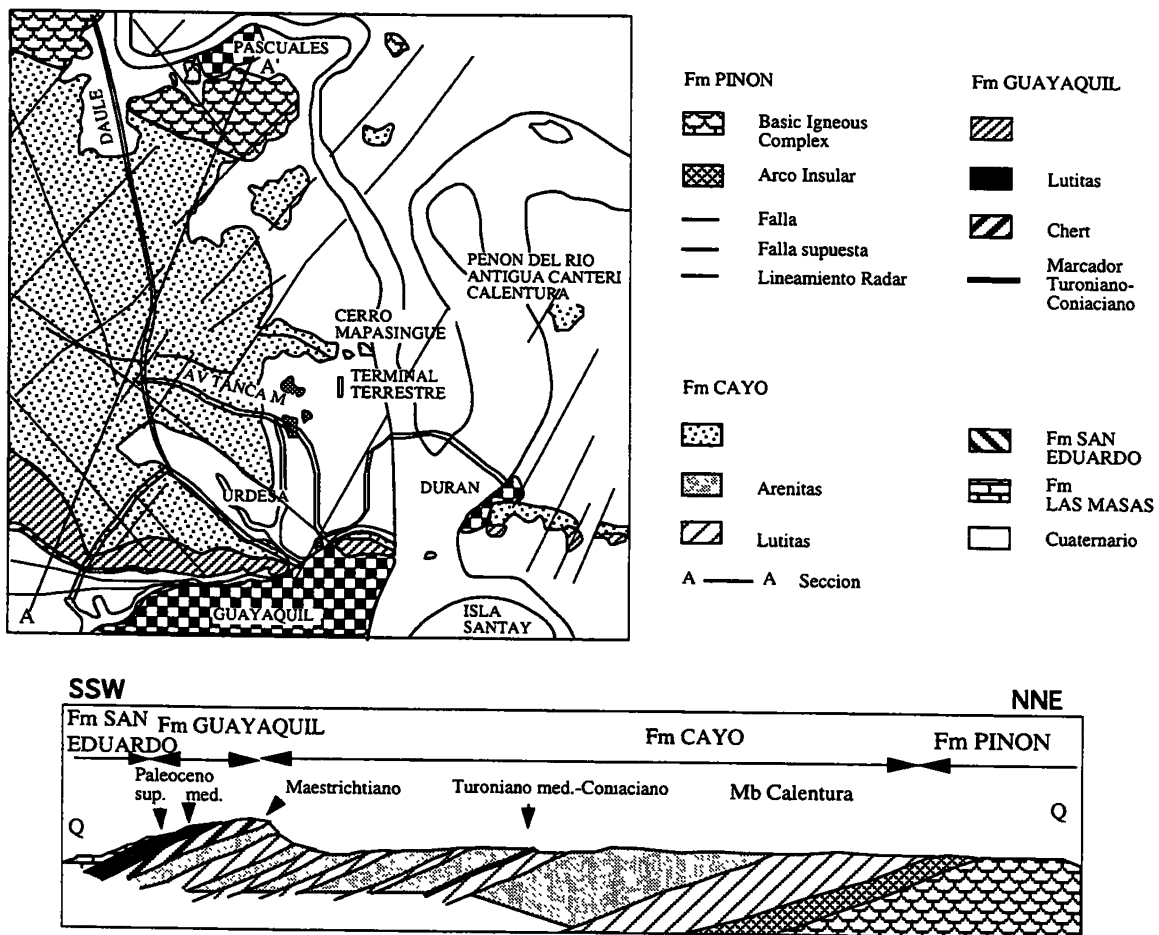 PASCUALES
A'
DAULE
PENON DEL RIO
ANTIGUA CANTERI
CALENTURA
CERRO
MAPASINGUE
AV TANCA M
TERMINAL
TERRESTRE
URDESA
DURAN
GUAYAQUIL
ISLA
SANTAY
A
Fm PINON
Basic Igneous
Complex
Arco Insular
Falla
Falla supuesta
Lineamiento Radar
Fm GUAYAQUIL
Lutitas
Chert
Marcador
Turoniano-
Coniaciano
Fm CAYO
Arenitas
Lutitas
A A Seccion
Fm SAN
EDUARDO
Fm
LAS MASAS
Cuaternario
SSW
NNE
Fm SAN
EDUARDO
Fm GUAYAQUIL
Fm CAYO
Fm PINON
Paleoceno
sup. med.
Maestrichtiano
Turoniano med.-Coniaciano
Mb Calentura
Q
Q